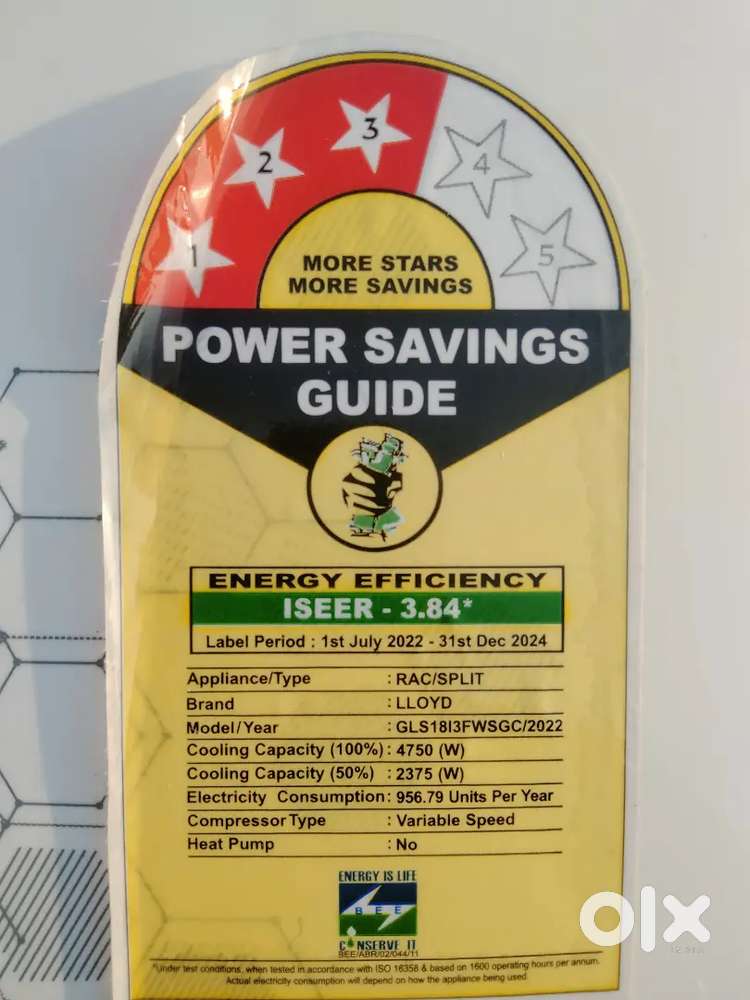 1
2
3
4
5
MORE STARS
MORE SAVINGS
POWER SAVINGS
GUIDE
ENERGY EFFICIENCY
ISEER - 3.84*
Label Period : 1st July 2022 - 31st Dec 2024
Appliance/Type : RAC/SPLIT
Brand : LLOYD
Model/Year : GLS18I3FWSGC/2022
Cooling Capacity (100%) : 4750 (W)
Cooling Capacity (50%) : 2375 (W)
Electricity Consumption : 956.79 Units Per Year
Compressor Type : Variable Speed
Heat Pump : No
ENERGY IS LIFE
BEE
CONSERVE IT
BEE/ABR/02/044/11
*Under test conditions, when tested in accordance with ISO 16358 & based on 1600 operating hours per annum.
Actual electricity consumption will depend on how the appliance being used.
olx